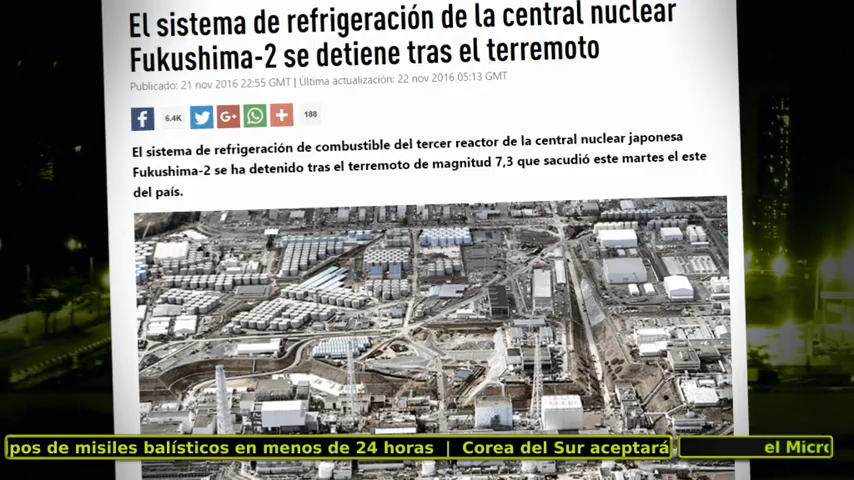 El sistema de refrigeración de la central nuclear
Fukushima-2 se detiene tras el terremoto
Publicado: 21 nov 2016 22:55 GMT | Última actualización: 22 nov 2016 05:13 GMT
6.4K
G+
188
El sistema de refrigeración de combustible del tercer reactor de la central nuclear japonesa
Fukushima-2 se ha detenido tras el terremoto de magnitud 7,3 que sacudió este martes el este
del país.
pos de misiles balísticos en menos de 24 horas | Corea del Sur aceptará
el Micro